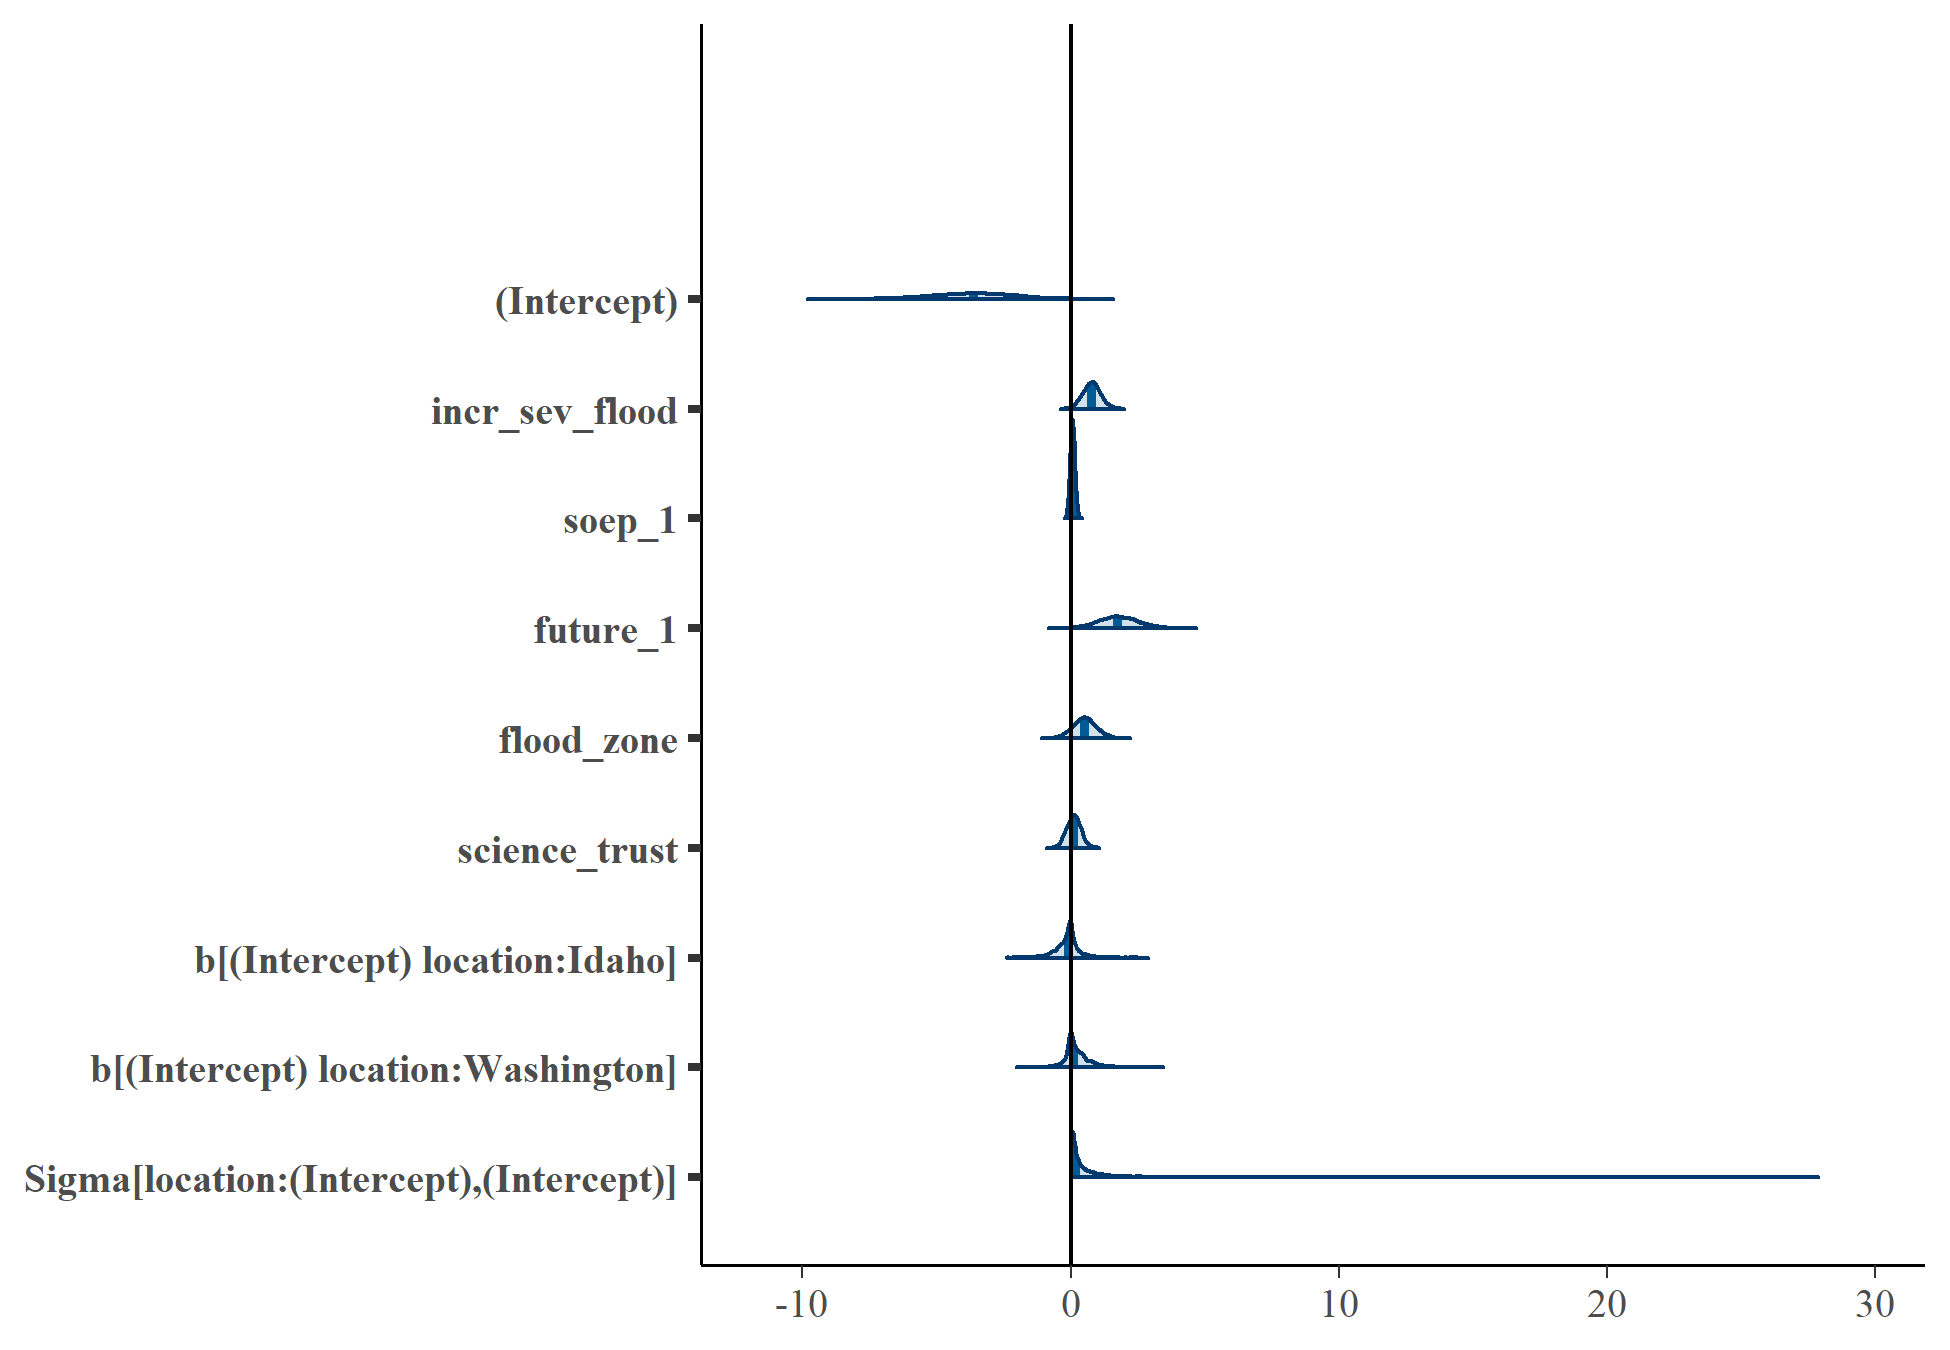 (Intercept)
incr_sev_flood
soep_1
future_1
flood_zone
science_trust
b[(Intercept) location:Idaho]
b[(Intercept) location:Washington]
Sigma[location:(Intercept),(Intercept)]
-10 0 10 20 30